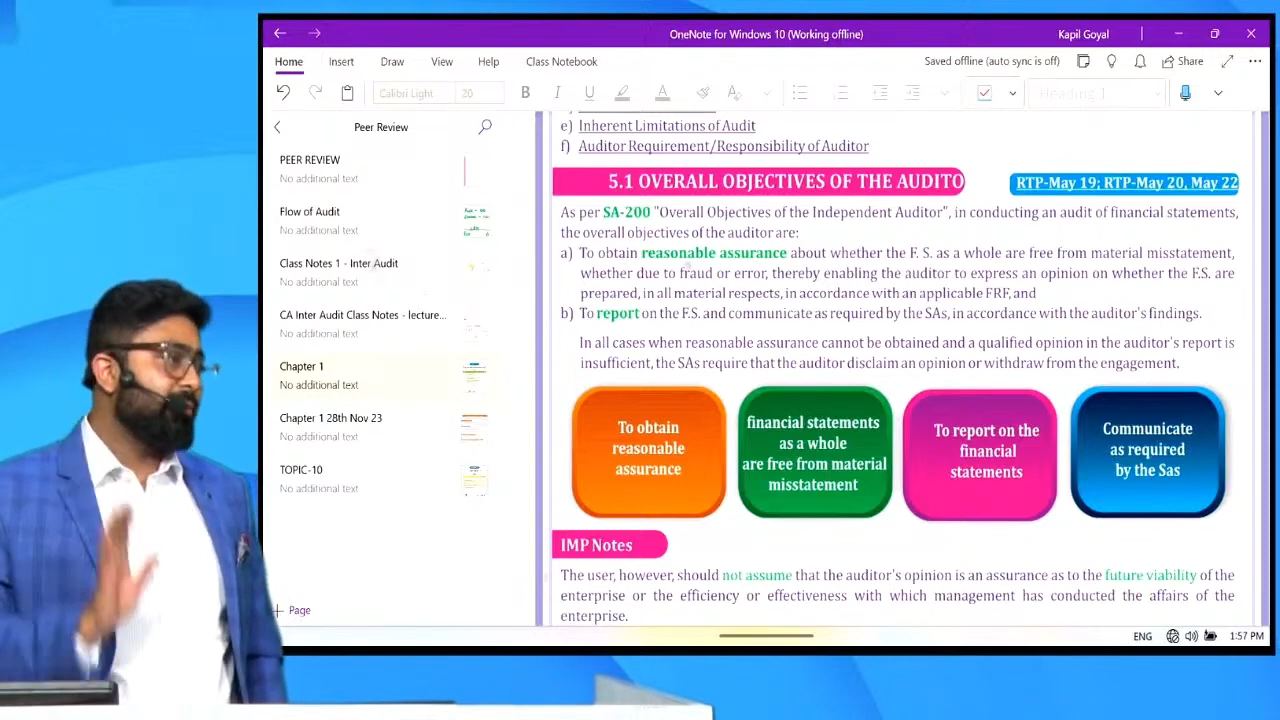 OneNote for Windows 10 (Working offline)
Kapil Goyal
Home Insert Draw View Help Class Notebook
Saved offline (auto sync is off)
Share
Calibri Light 20 B I U A Heading 1
Peer Review
PEER REVIEW
No additional text
Flow of Audit
No additional text
Class Notes 1 - Inter Audit
No additional text
CA Inter Audit Class Notes - lecture...
No additional text
Chapter 1
No additional text
Chapter 1 28th Nov 23
No additional text
TOPIC-10
No additional text
+ Page
e) Inherent Limitations of Audit
f) Auditor Requirement/Responsibility of Auditor
5.1 OVERALL OBJECTIVES OF THE AUDITO
RTP-May 19; RTP-May 20, May 22
As per SA-200 "Overall Objectives of the Independent Auditor", in conducting an audit of financial statements,
the overall objectives of the auditor are:
a) To obtain reasonable assurance about whether the F. S. as a whole are free from material misstatement,
whether due to fraud or error, thereby enabling the auditor to express an opinion on whether the F.S. are
prepared, in all material respects, in accordance with an applicable FRF, and
b) To report on the F.S. and communicate as required by the SAs, in accordance with the auditor's findings.
In all cases when reasonable assurance cannot be obtained and a qualified opinion in the auditor's report is
insufficient, the SAs require that the auditor disclaim an opinion or withdraw from the engagement.
To obtain
reasonable
assurance
financial statements
as a whole
are free from material
misstatement
To report on the
financial
statements
Communicate
as required
by the Sas
IMP Notes
The user, however, should not assume that the auditor's opinion is an assurance as to the future viability of the
enterprise or the efficiency or effectiveness with which management has conducted the affairs of the
enterprise.
ENG 1:57 PM